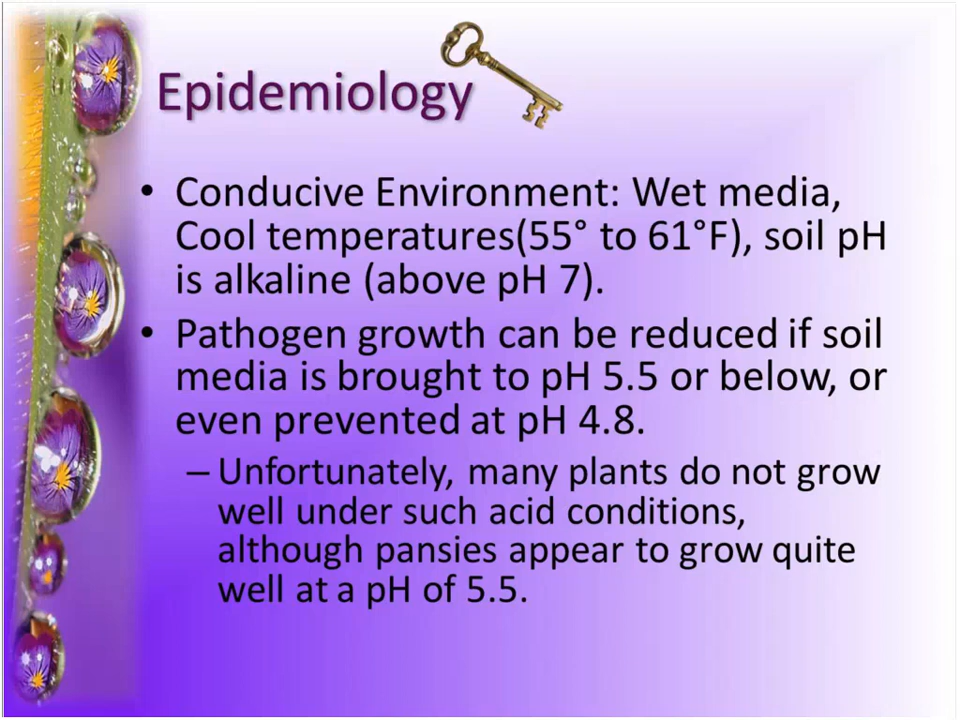 Epidemiology
• Conducive Environment: Wet media,
Cool temperatures(55° to 61°F), soil pH
is alkaline (above pH 7).
• Pathogen growth can be reduced if soil
media is brought to pH 5.5 or below, or
even prevented at pH 4.8.
– Unfortunately, many plants do not grow
well under such acid conditions,
although pansies appear to grow quite
well at a pH of 5.5.